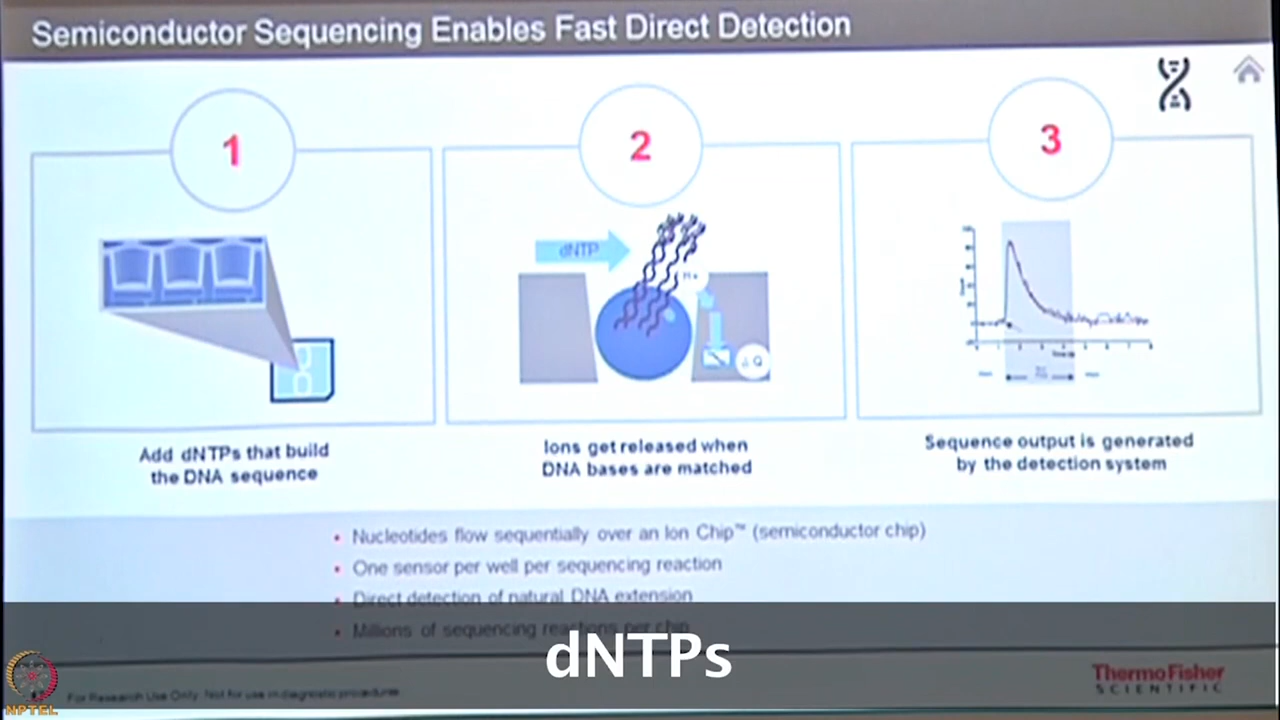 Semiconductor Sequencing Enables Fast Direct Detection
1
2
3
dNTP
H+
Δ Q
Add dNTPs that build
the DNA sequence
Ions get released when
DNA bases are matched
Sequence output is generated
by the detection system
• Nucleotides flow sequentially over an Ion Chip™ (semiconductor chip)
• One sensor per well per sequencing reaction
• Direct detection of natural DNA extension
• Millions of sequencing reactions per chip
dNTPs
For Research Use Only. Not for use in diagnostic procedures.
ThermoFisher
SCIENTIFIC
NPTEL